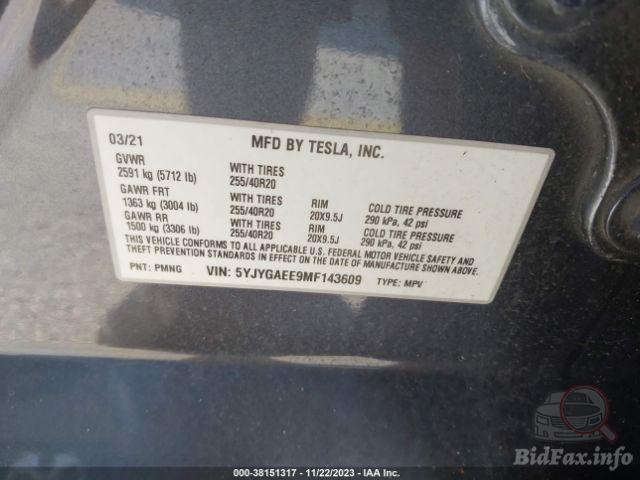 03/21 MFD BY TESLA, INC.
GVWR
2591 kg (5712 lb) WITH TIRES 255/40R20
GAWR FRT
1363 kg (3004 lb) WITH TIRES 255/40R20 RIM 20X9.5J COLD TIRE PRESSURE 290 kPa, 42 psi
GAWR RR
1500 kg (3306 lb) WITH TIRES 255/40R20 RIM 20X9.5J COLD TIRE PRESSURE 290 kPa, 42 psi
THIS VEHICLE CONFORMS TO ALL APPLICABLE U.S. FEDERAL MOTOR VEHICLE SAFETY AND
THEFT PREVENTION STANDARDS IN EFFECT ON THE DATE OF MANUFACTURE SHOWN ABOVE.
PNT: PMNG VIN: 5YJYGAEE9MF143609 TYPE: MPV
000-38151317 - 11/22/2023 - IAA Inc.
BidFax.info